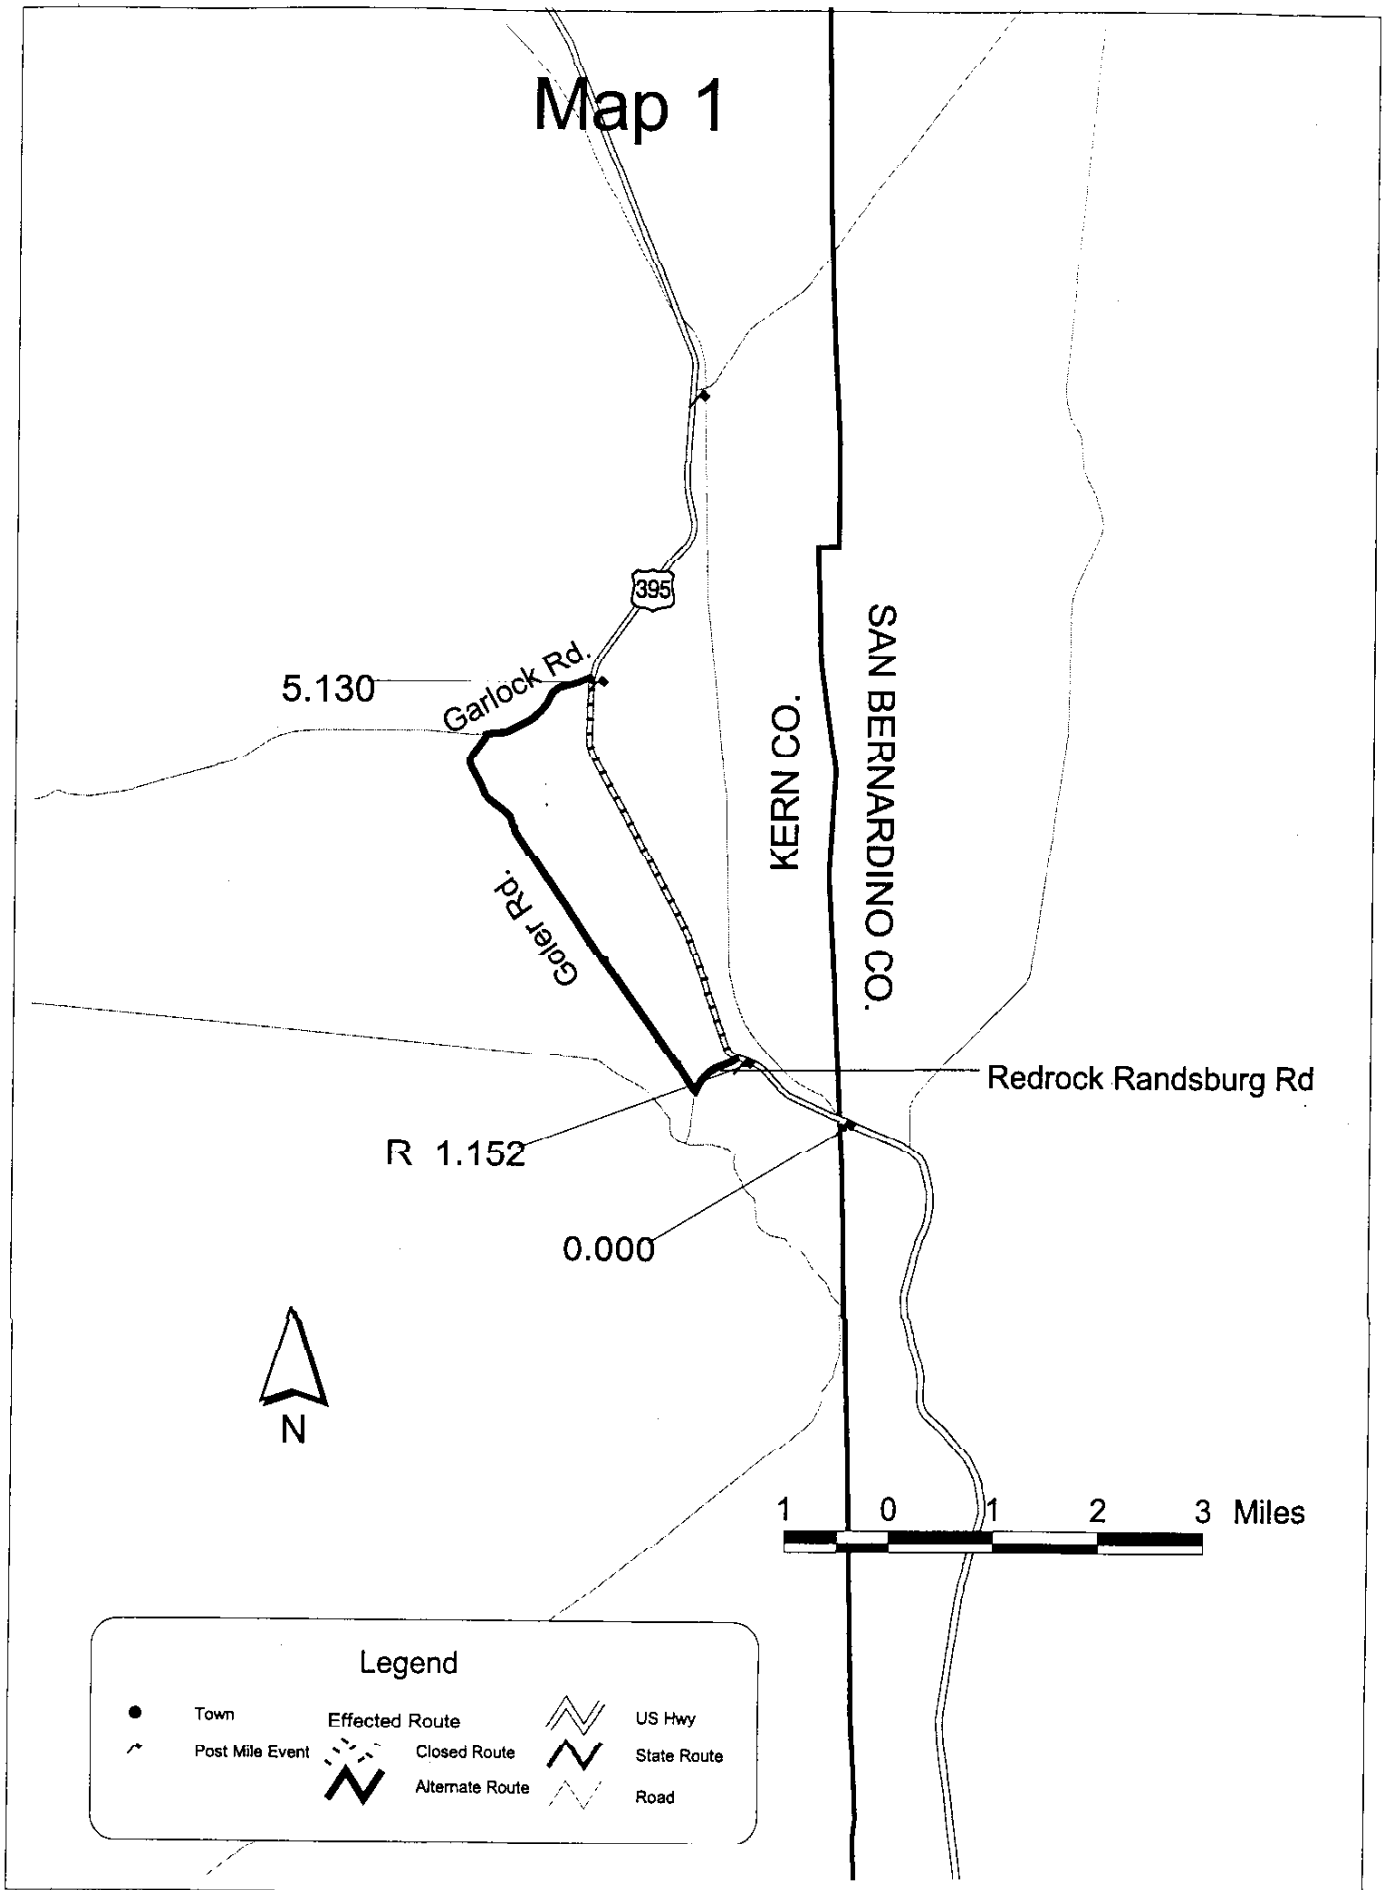 Map 1
395
Garlock Rd.
5.130
KERN CO.
SAN BERNARDINO CO.
Goler Rd.
Redrock Randsburg Rd
R 1.152
0.000
N
1 0 1 2 3 Miles
Legend
Town
Effected Route
US Hwy
Post Mile Event
Closed Route
State Route
Alternate Route
Road